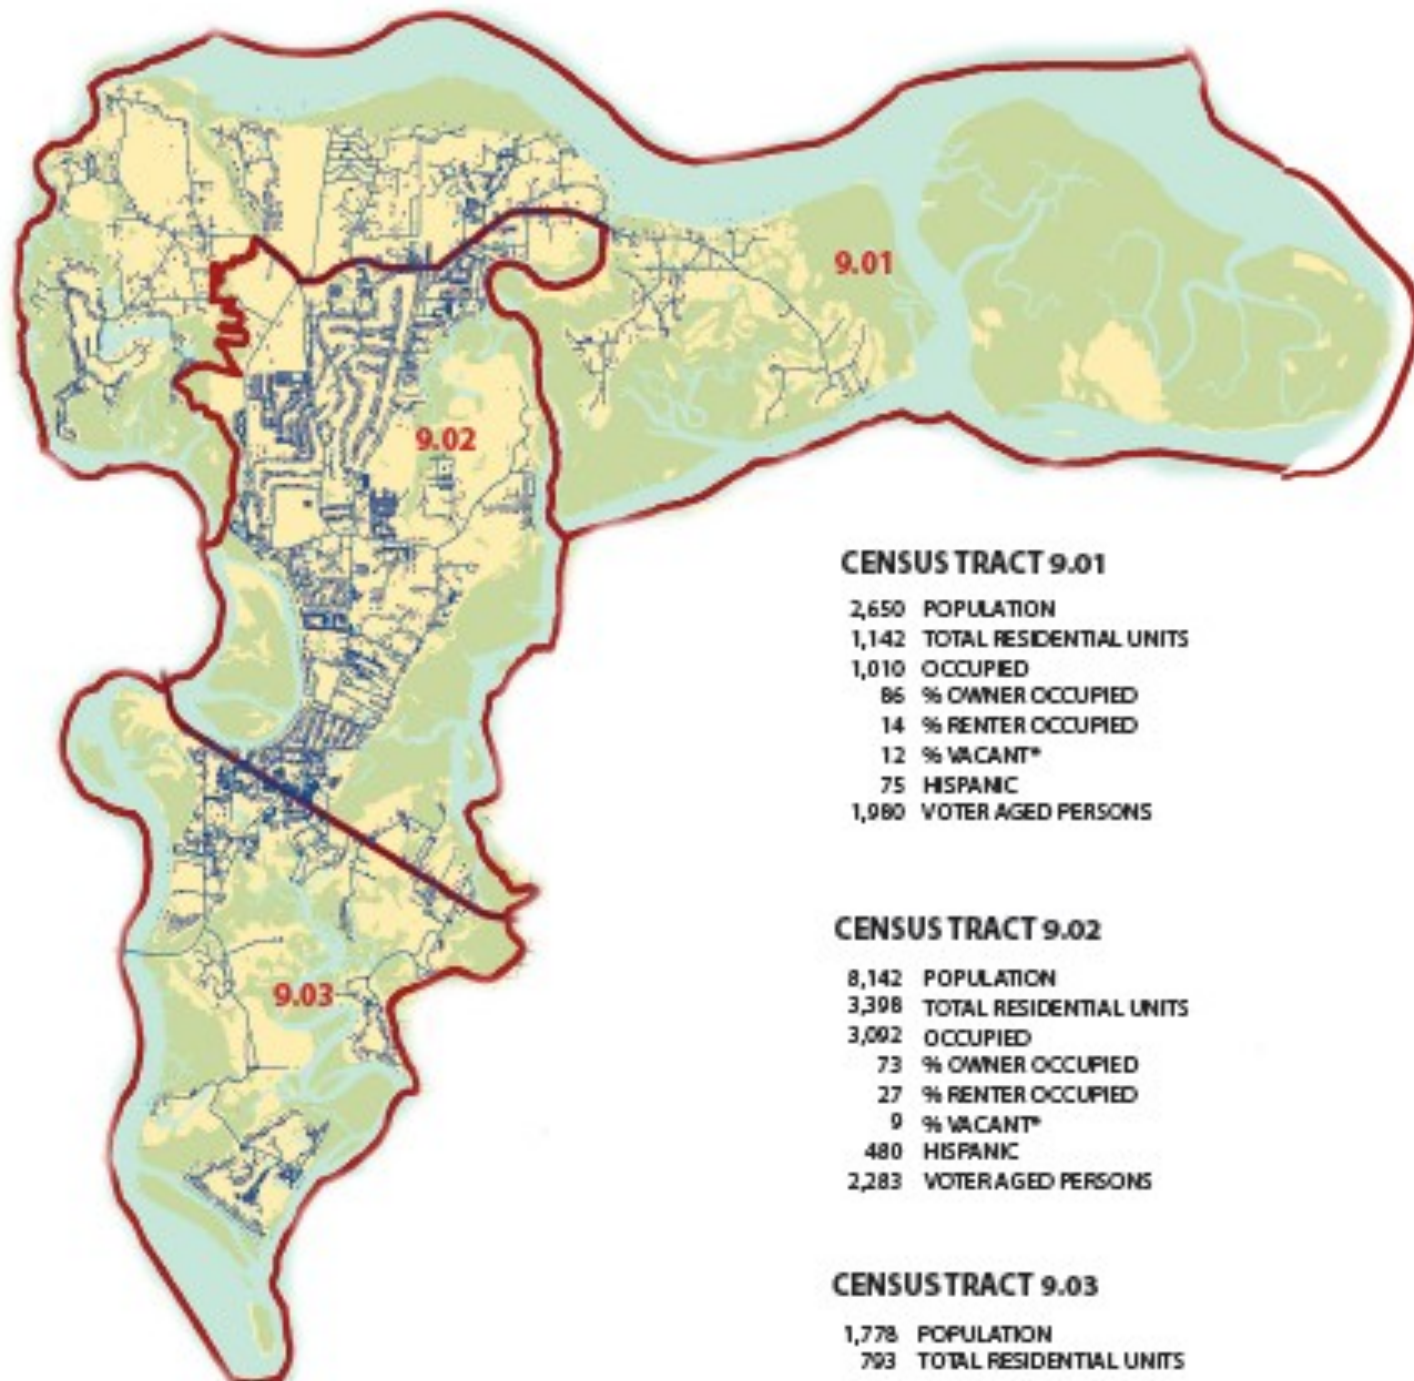 9.01
9.02
9.03
CENSUS TRACT 9.01
2,650 POPULATION
1,142 TOTAL RESIDENTIAL UNITS
1,010 OCCUPIED
86 % OWNER OCCUPIED
14 % RENTER OCCUPIED
12 % VACANT*
75 HISPANIC
1,980 VOTER AGED PERSONS
CENSUS TRACT 9.02
8,142 POPULATION
3,398 TOTAL RESIDENTIAL UNITS
3,092 OCCUPIED
73 % OWNER OCCUPIED
27 % RENTER OCCUPIED
9 % VACANT*
480 HISPANIC
2,283 VOTER AGED PERSONS
CENSUS TRACT 9.03
1,778 POPULATION
793 TOTAL RESIDENTIAL UNITS